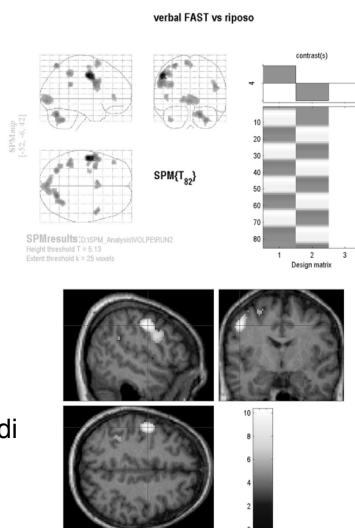 verbal FAST vs riposo
contrast(s)
4
SPMmip
[-52, -6, 42]
SPM{T82}
10
20
30
40
50
60
70
80
1 2 3
Design matrix
SPMresults: D:\SPM_Analysis\VOLPE\RUN2
Height threshold T = 5.13
Extent threshold k = 25 voxels
di
10
8
6
4
2